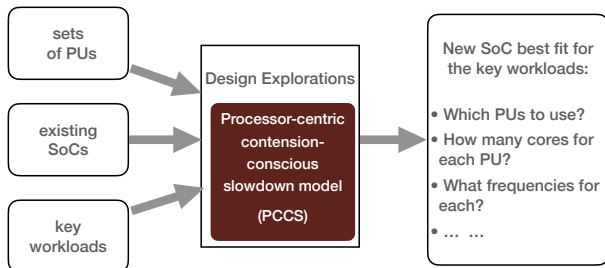 sets
of PUs
existing
SoCs
key
workloads
Design Explorations
Processor-centric
contension-
conscious
slowdown model
(PCCS)
New SoC best fit for
the key workloads:
• Which PUs to use?
• How many cores for
each PU?
• What frequencies for
each?
• ... ...